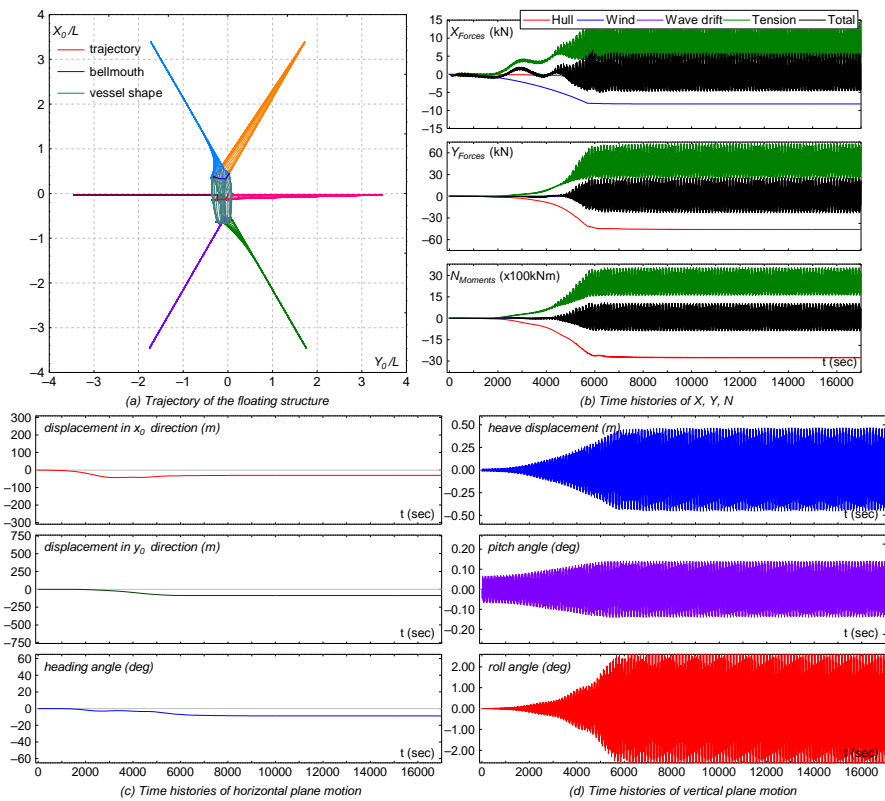 4
X₀/L
trajectory
bellmouth
vessel shape
3
2
1
0
−1
−2
−3
−4
Y₀/L
−4 −3 −2 −1 0 1 2 3 4
(a) Trajectory of the floating structure
Hull Wind Wave drift Tension Total
15
X Forces (kN)
10
5
0
−5
−10
−15
Y Forces (kN)
60
30
0
−30
−60
N Moments (x100kNm)
30
15
0
−15
−30
t (sec)
0 2000 4000 6000 8000 10000 12000 14000 16000
(b) Time histories of X, Y, N
300
displacement in x₀ direction (m)
200
100
0
−100
−200
−300
t (sec)
750
displacement in y₀ direction (m)
500
250
0
−250
−500
−750
t (sec)
60
heading angle (deg)
40
20
0
−20
−40
−60
t (sec)
0 2000 4000 6000 8000 10000 12000 14000 16000
(c) Time histories of horizontal plane motion
heave displacement (m)
0.50
0.25
0.00
−0.25
−0.50
t (sec)
pitch angle (deg)
0.20
0.10
0.00
−0.10
−0.20
t (sec)
roll angle (deg)
2.00
1.00
0.00
−1.00
−2.00
t (sec)
0 2000 4000 6000 8000 10000 12000 14000 16000
(d) Time histories of vertical plane motion